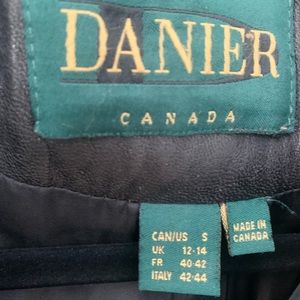 DANIER
CANADA
CAN/US S
UK 12-14
FR 40-42
ITALY 42-44
MADE IN
CANADA